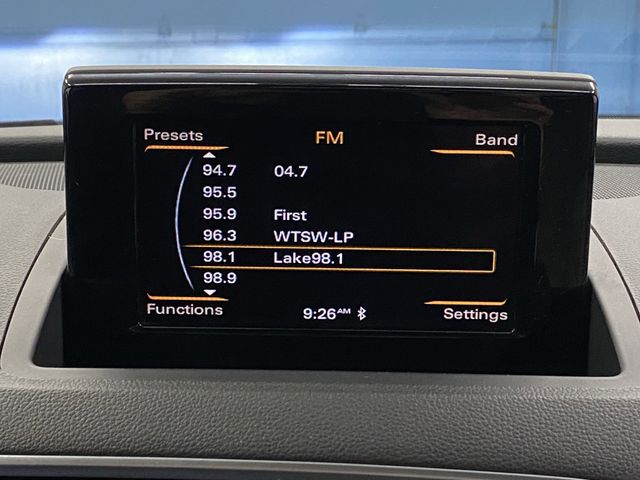 Presets FM Band
94.7 04.7
95.5
95.9 First
96.3 WTSW-LP
98.1 Lake98.1
98.9
Functions 9:26AM Settings